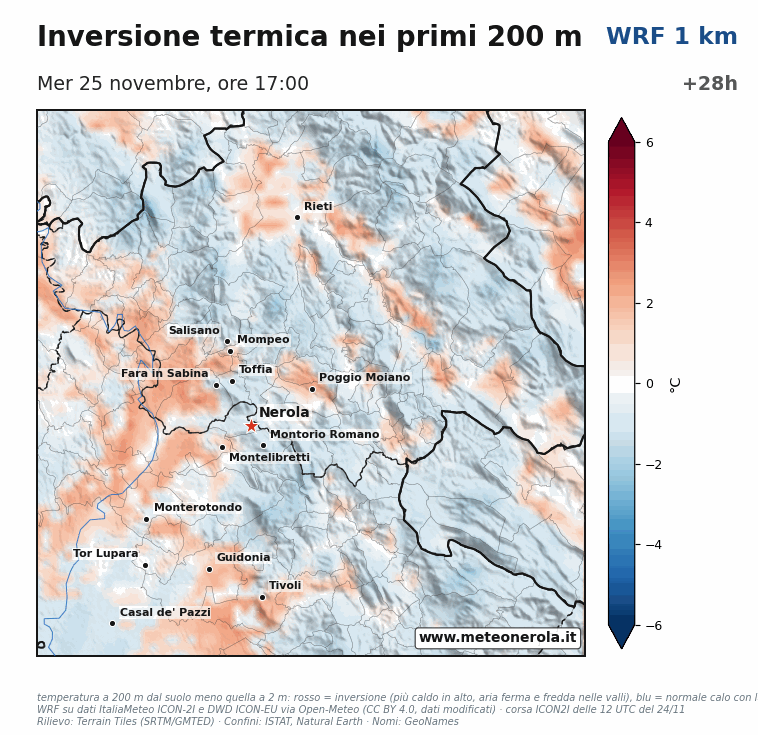 Inversione termica nei primi 200 m WRF 1 km
Mer 25 novembre, ore 17:00 +28h
Rieti
Salisano
Mompeo
Fara in Sabina
Toffia
Poggio Moiano
Nerola
Montorio Romano
Montelibretti
Monterotondo
Tor Lupara
Guidonia
Tivoli
Casal de' Pazzi
www.meteonerola.it
6
4
2
0
−2
−4
−6
°C
temperatura a 200 m dal suolo meno quella a 2 m: rosso = inversione (più caldo in alto, aria ferma e fredda nelle valli), blu = normale calo con l
WRF su dati ItaliaMeteo ICON-2I e DWD ICON-EU via Open-Meteo (CC BY 4.0, dati modificati) · corsa ICON2I delle 12 UTC del 24/11
Rilievo: Terrain Tiles (SRTM/GMTED) · Confini: ISTAT, Natural Earth · Nomi: GeoNames